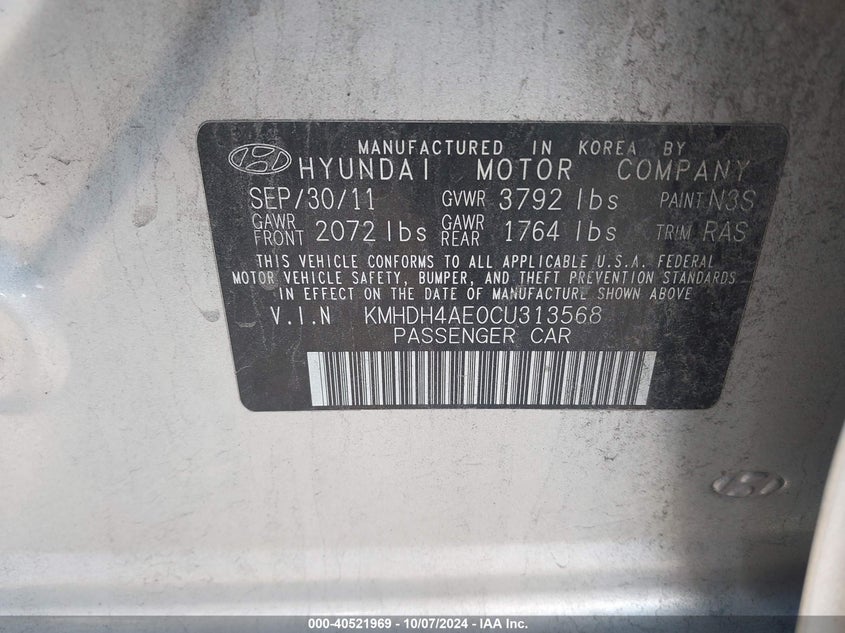 MANUFACTURED IN KOREA BY
HYUNDAI MOTOR COMPANY
SEP/30/11 GVWR 3792 lbs PAINT N3S
GAWR FRONT 2072 lbs GAWR REAR 1764 lbs TRIM RAS
THIS VEHICLE CONFORMS TO ALL APPLICABLE U.S.A. FEDERAL
MOTOR VEHICLE SAFETY, BUMPER, AND THEFT PREVENTION STANDARDS
IN EFFECT ON THE DATE OF MANUFACTURE SHOWN ABOVE
V.I.N KMHDH4AE0CU313568
PASSENGER CAR
000-40521969 - 10/07/2024 - IAA Inc.